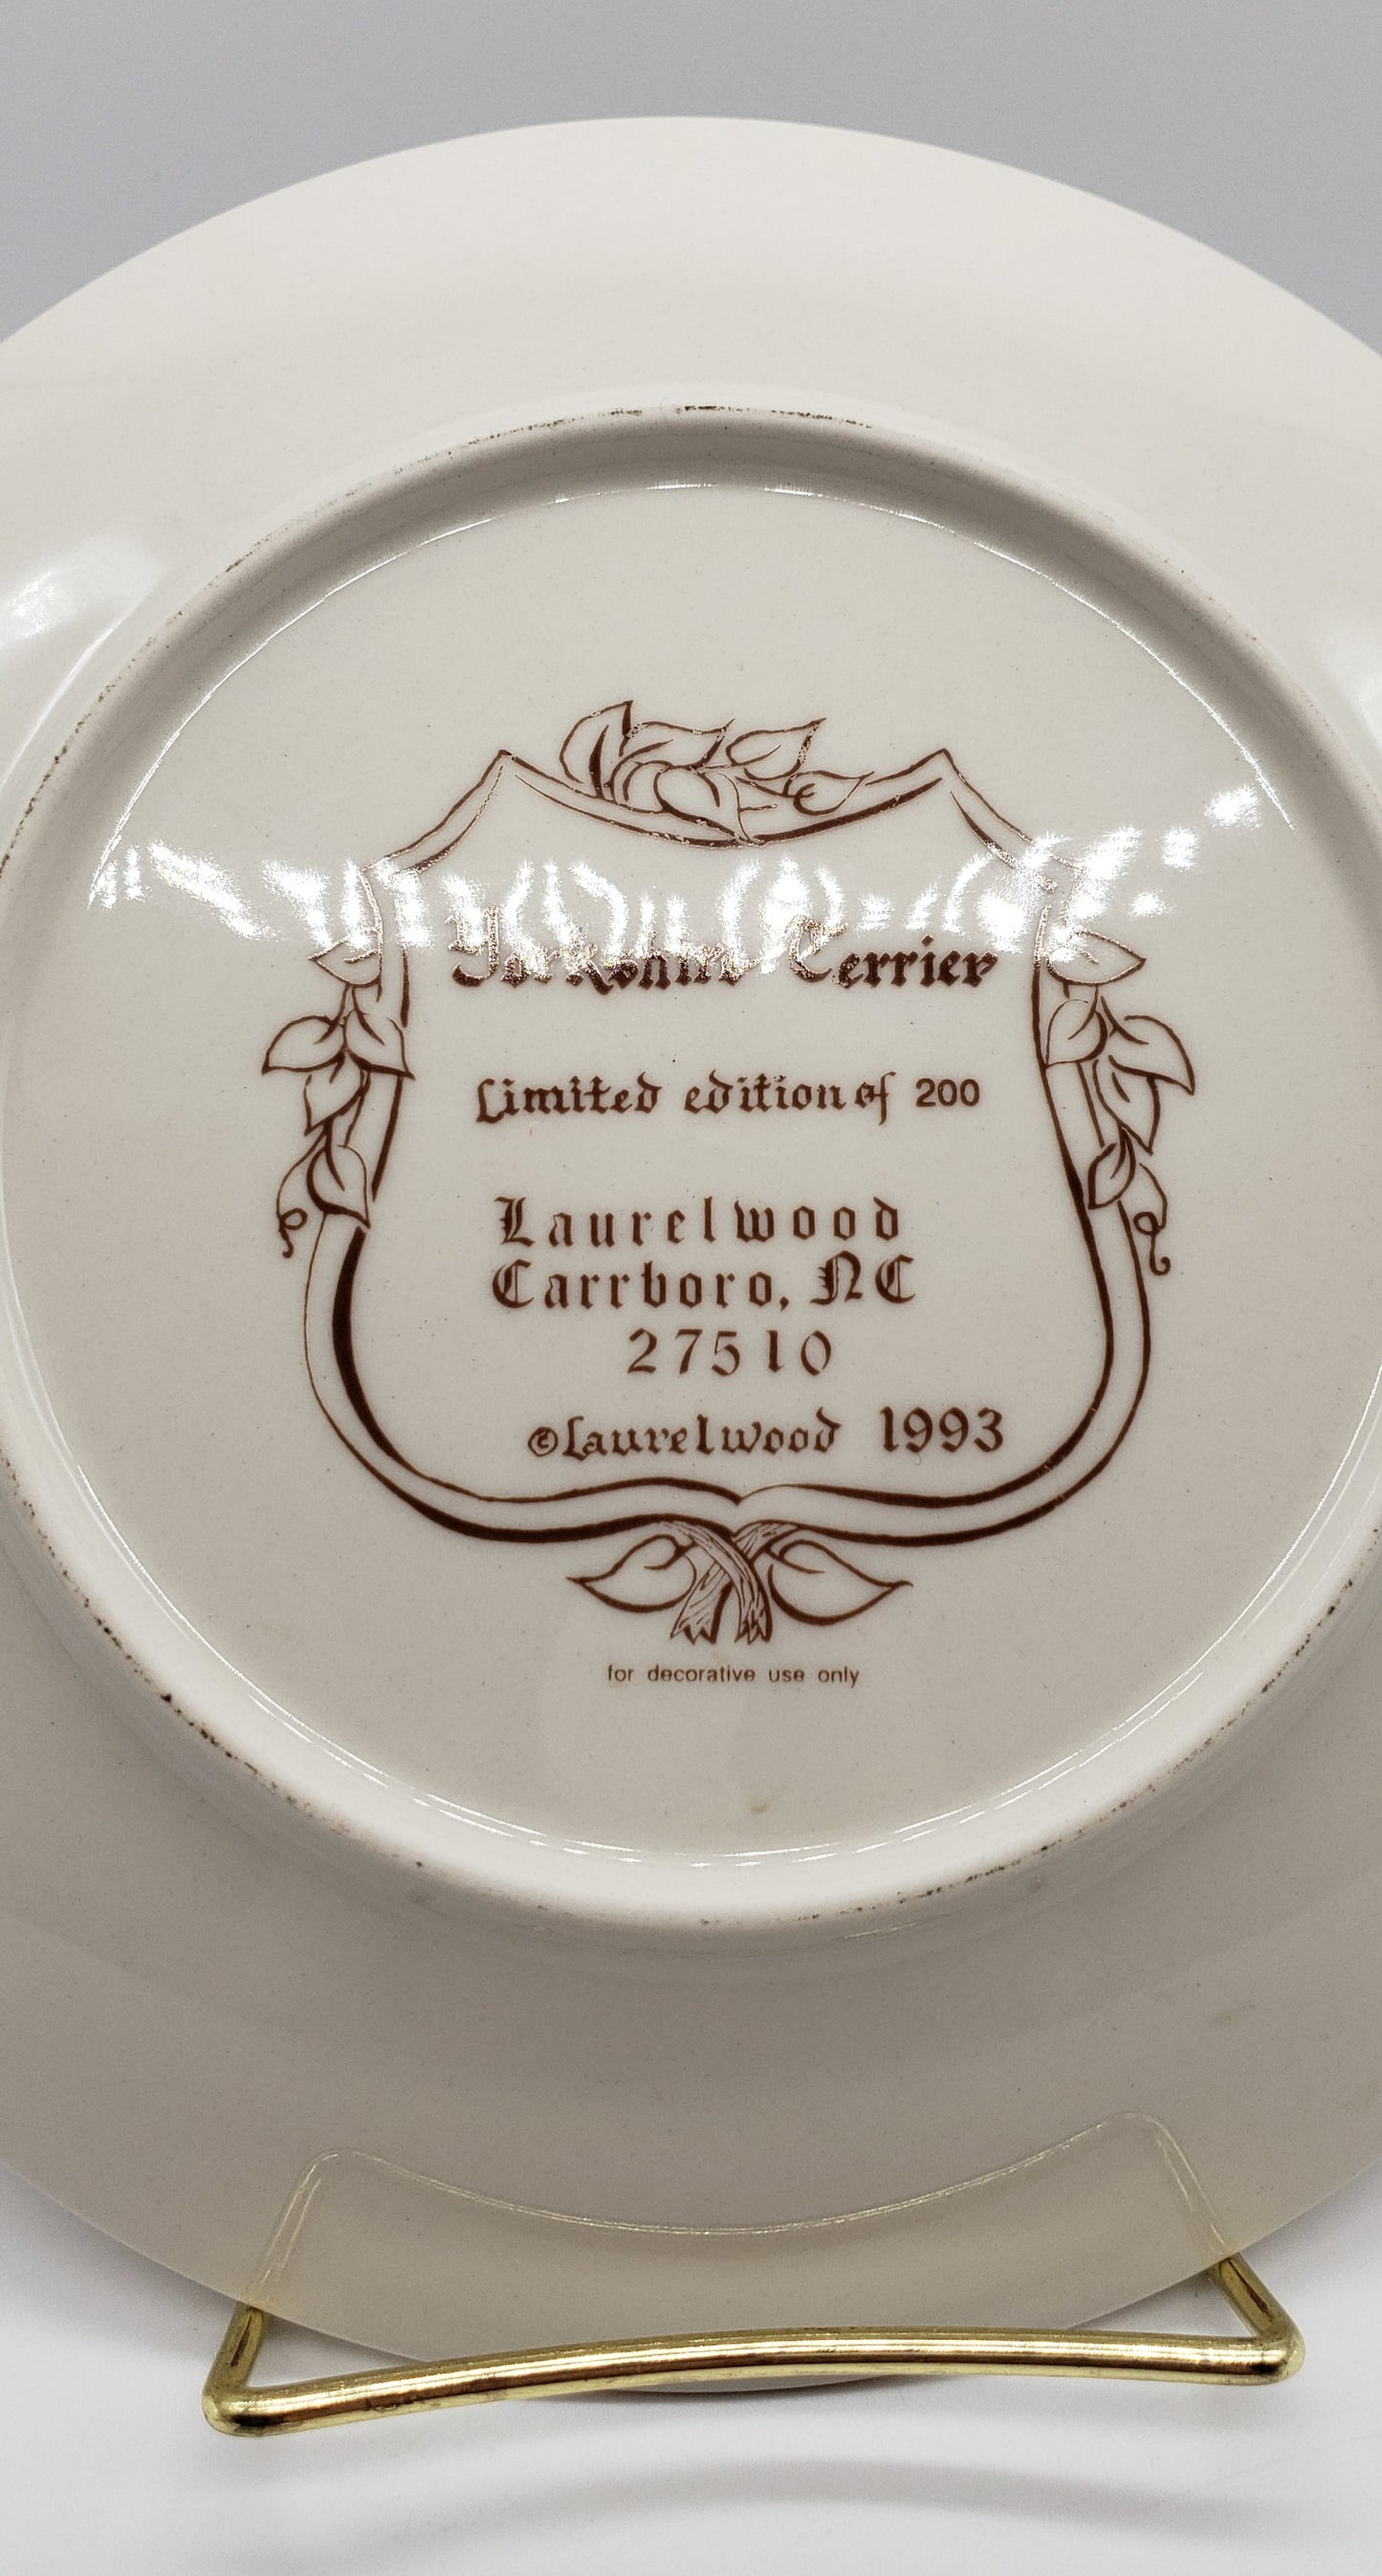 Yorkshire Terrier
Limited edition of 200
Laurelwood
Carrboro, NC
27510
©Laurelwood 1993
for decorative use only